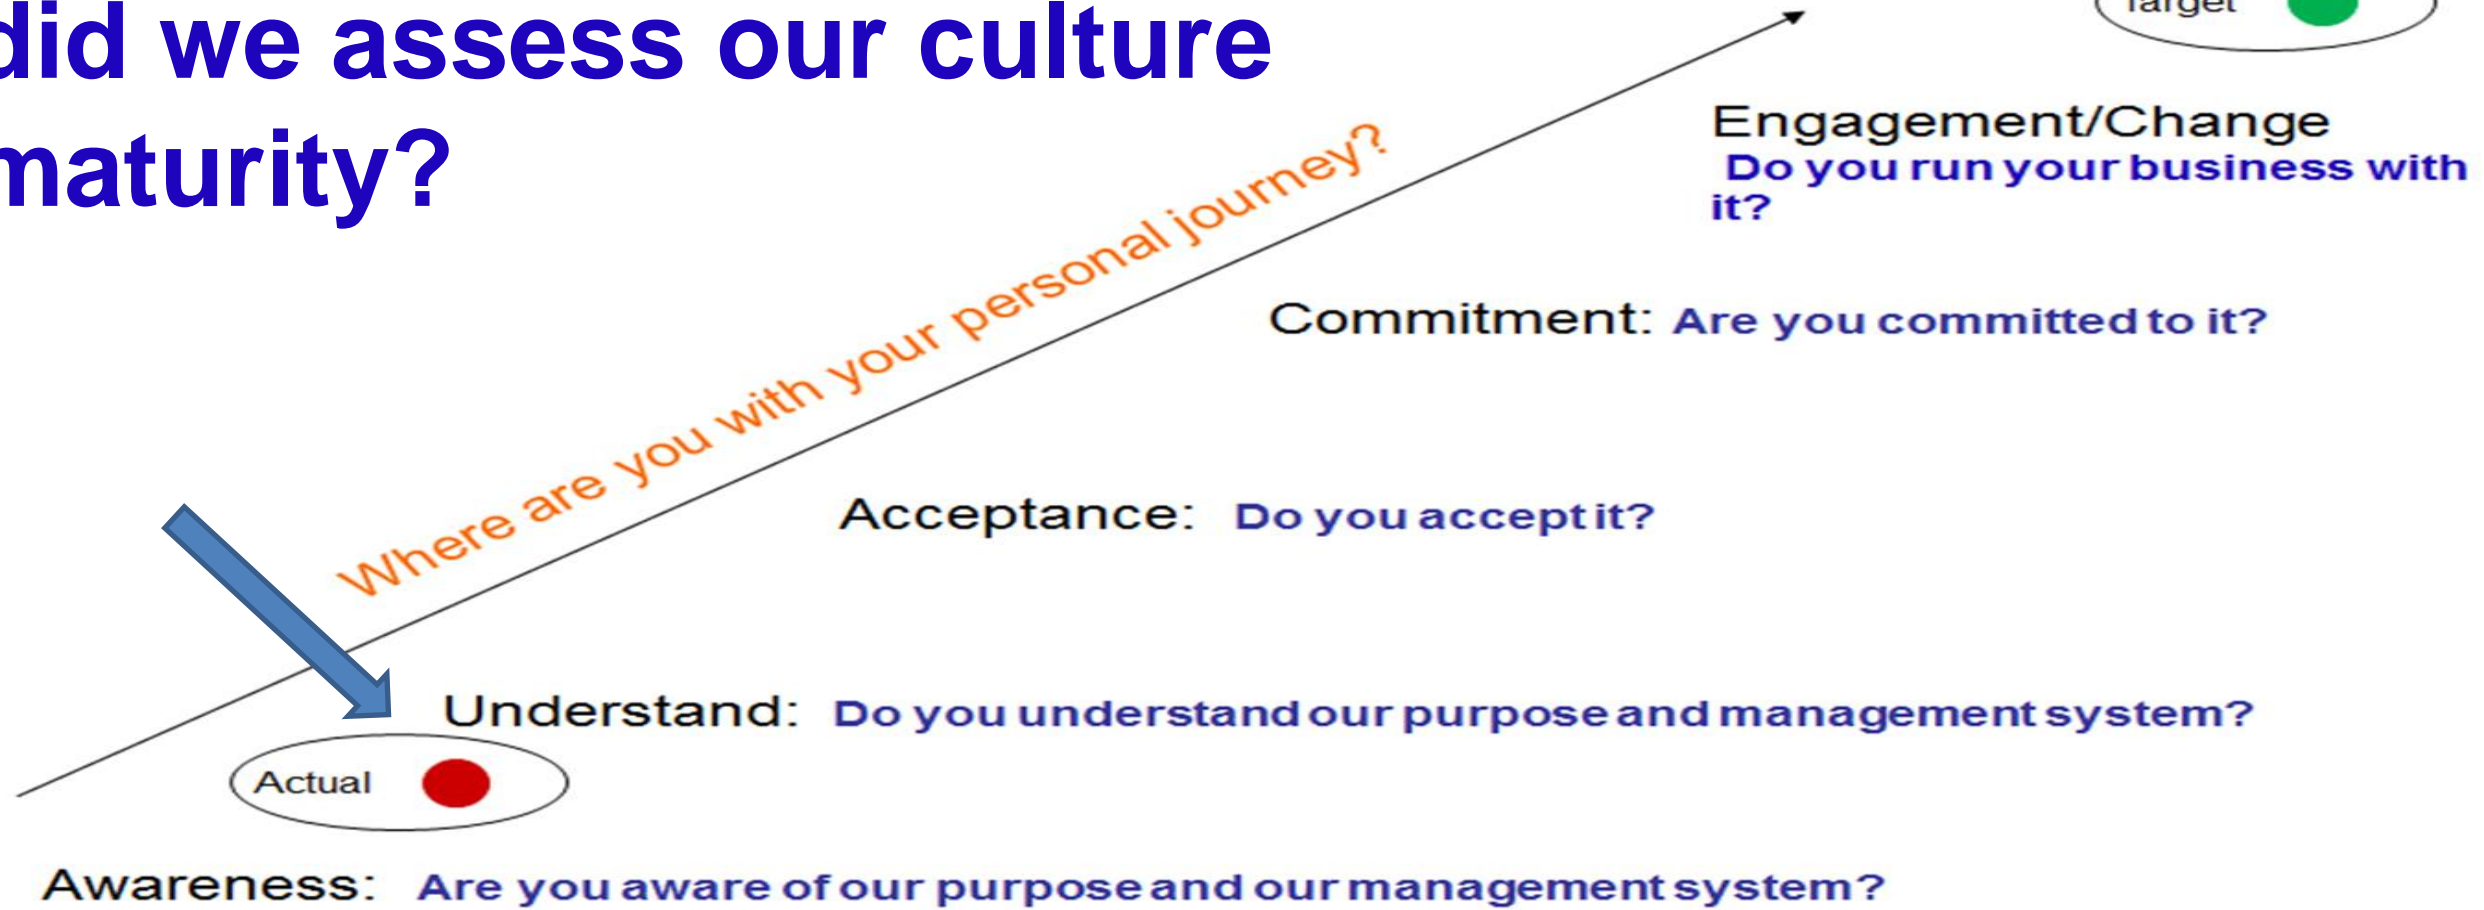 did we assess our culture
maturity?
Target
Engagement/Change
Do you run your business with
it?
Where are you with your personal journey?
Commitment: Are you committed to it?
Acceptance: Do you accept it?
Understand: Do you understand our purpose and management system?
Actual
Awareness: Are you aware of our purpose and our management system?